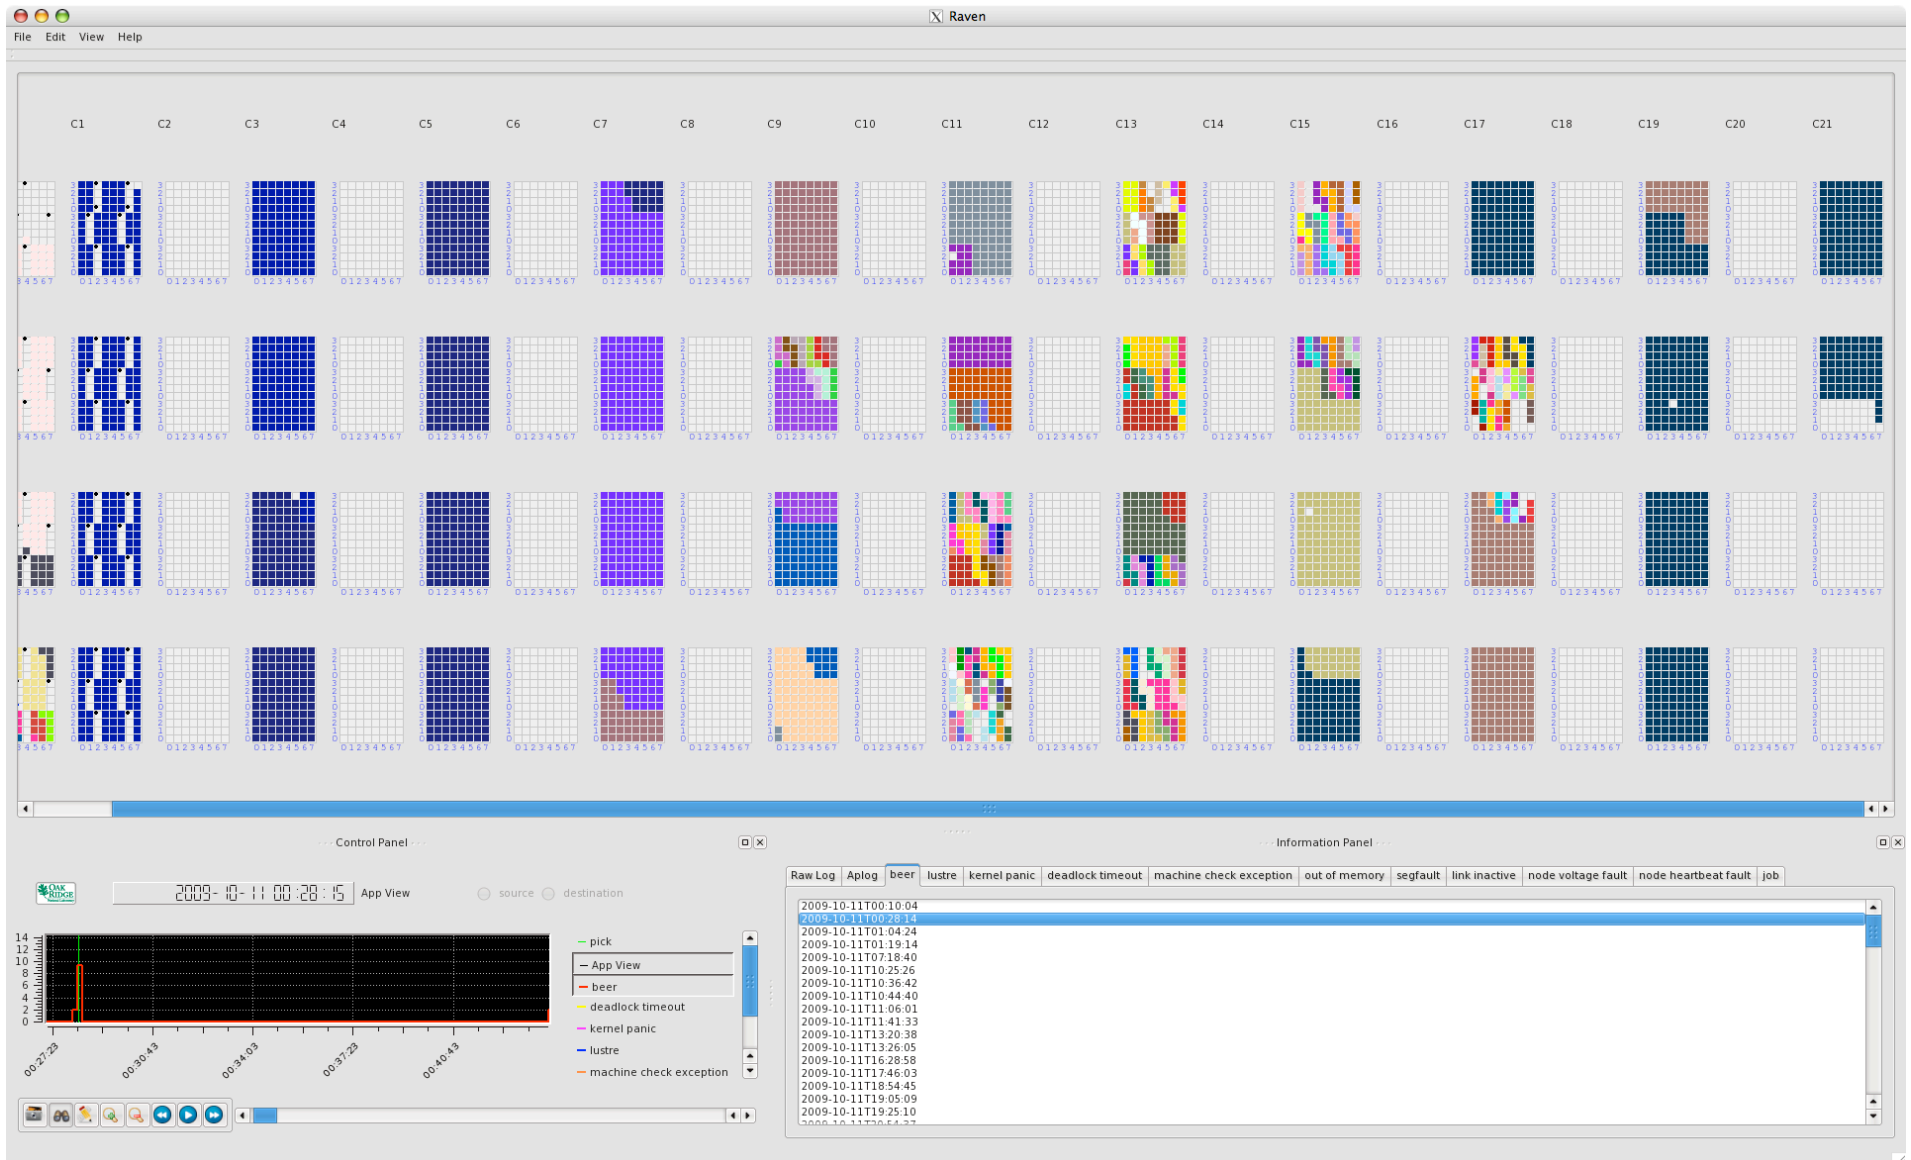 Raven
File Edit View Help
C1 C2 C3 C4 C5 C6 C7 C8 C9 C10 C11 C12 C13 C14 C15 C16 C17 C18 C19 C20 C21
Control Panel
OAK RIDGE
2009-10-11 00:28:15
App View
source
destination
14
12
10
8
6
4
2
0
00:27:23
00:30:43
00:34:03
00:37:23
00:40:43
pick
App View
beer
deadlock timeout
kernel panic
lustre
machine check exception
Information Panel
Raw Log Aplog beer lustre kernel panic deadlock timeout machine check exception out of memory segfault link inactive node voltage fault node heartbeat fault job
2009-10-11T00:10:04
2009-10-11T00:28:14
2009-10-11T01:04:24
2009-10-11T01:19:14
2009-10-11T07:18:40
2009-10-11T10:25:26
2009-10-11T10:36:42
2009-10-11T10:44:40
2009-10-11T11:06:01
2009-10-11T11:41:33
2009-10-11T13:20:38
2009-10-11T13:26:05
2009-10-11T16:28:58
2009-10-11T17:46:03
2009-10-11T18:54:45
2009-10-11T19:05:09
2009-10-11T19:25:10